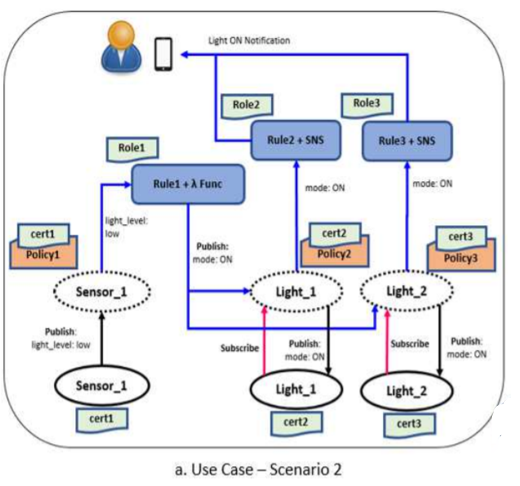 Light ON Notification
Role2
Role3
Rule2 + SNS
Rule3 + SNS
Role1
Rule1 + λ Func
mode: ON
mode: ON
light_level:
low
cert1
Policy1
Publish:
mode: ON
cert2
Policy2
cert3
Policy3
Sensor_1
Light_1
Light_2
Publish:
light_level: low
Subscribe
Publish:
mode: ON
Subscribe
Publish:
mode: ON
Sensor_1
Light_1
Light_2
cert1
cert2
cert3
a. Use Case – Scenario 2